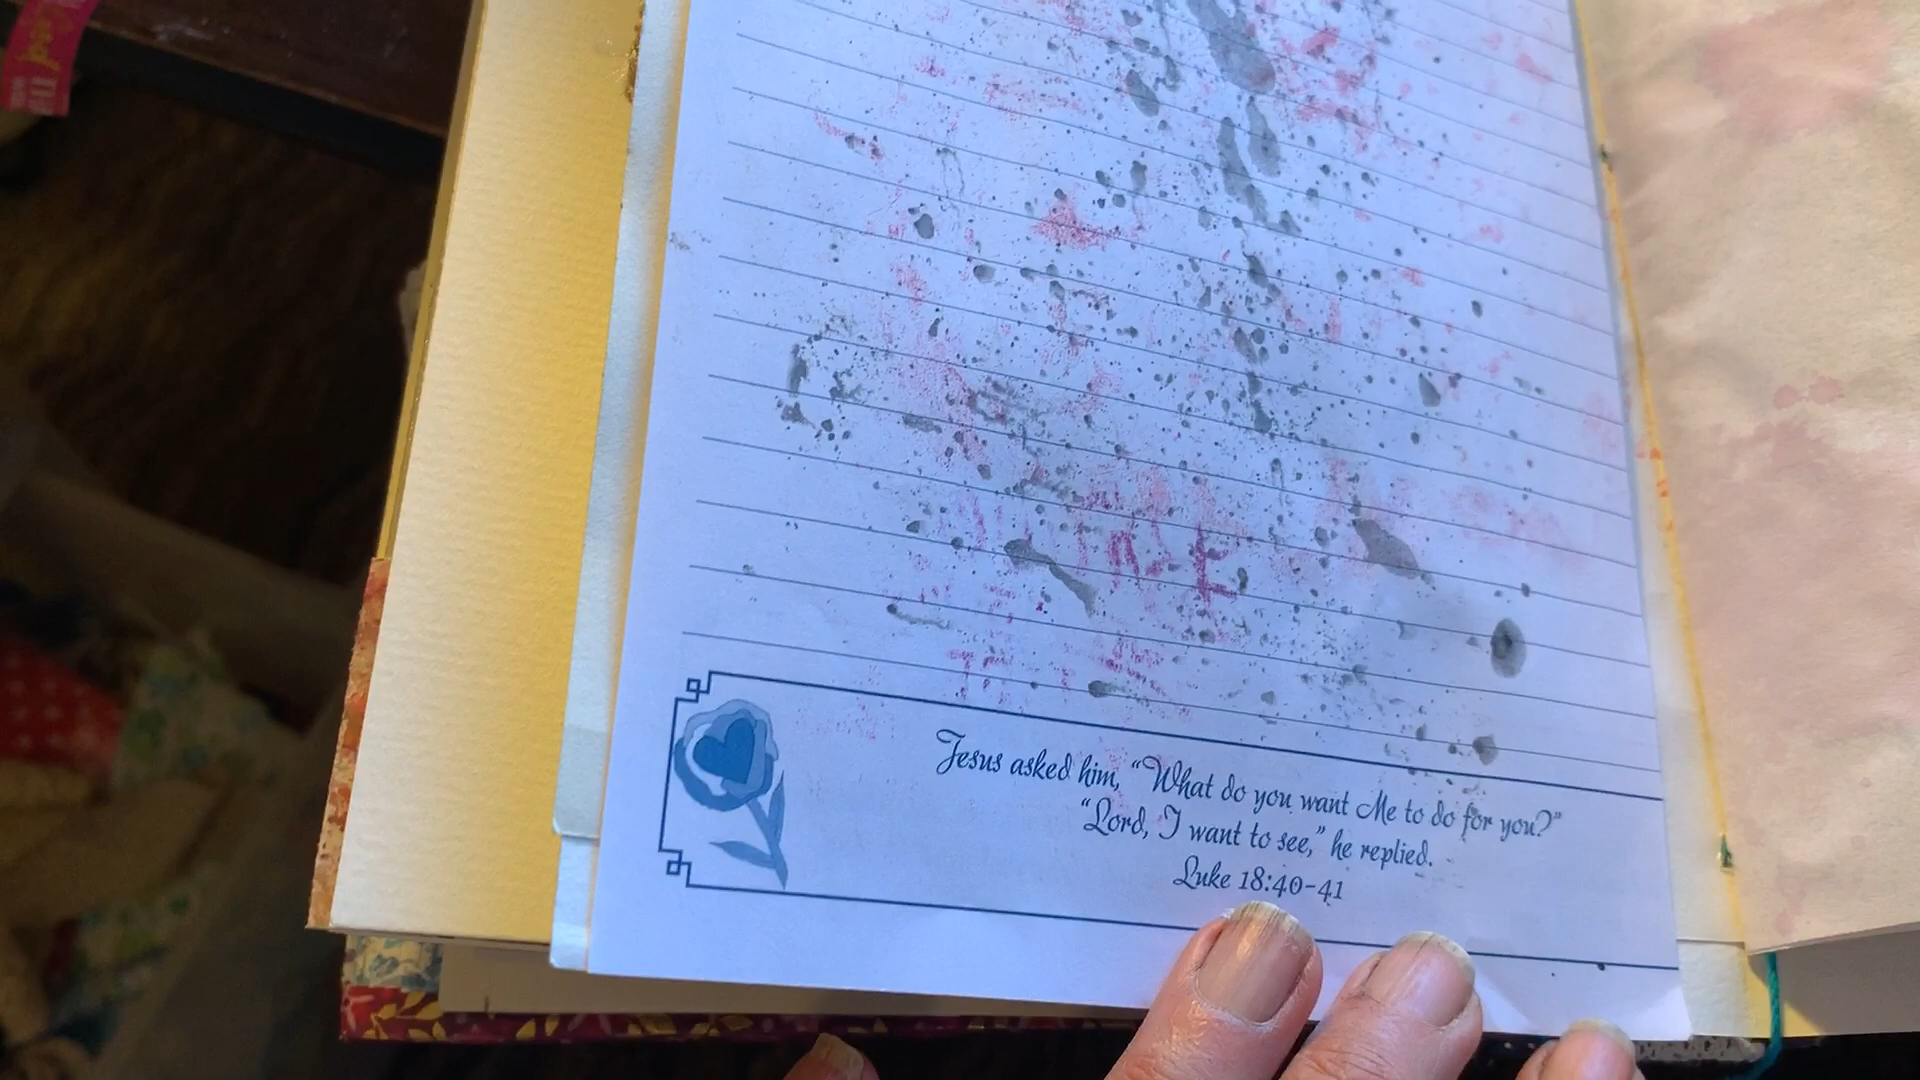 Jesus asked him, “What do you want Me to do for you?”
“Lord, I want to see,” he replied.
Luke 18:40-41